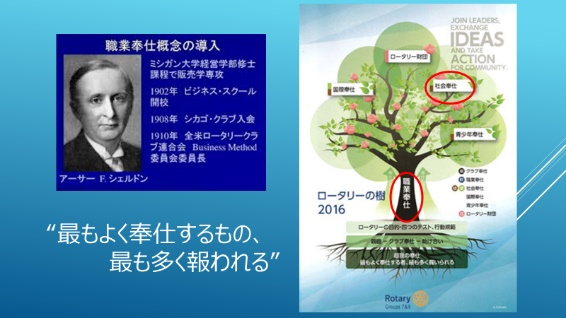 職業奉仕概念の導入
ミシガン大学経営学部修士
課程で販売学専攻
1902年 ビジネス・スクール
開校
1908年 シカゴ・クラブ入会
1910年 全米ロータリークラ
ブ連合会 Business Method
委員会委員長
アーサー F. シェルドン
“最もよく奉仕するもの、
最も多く報われる”
JOIN LEADERS,
EXCHANGE
IDEAS
AND TAKE
ACTION
FOR COMMUNITY.
ロータリー財団
国際奉仕
社会奉仕
青少年奉仕
職業奉仕
クラブ奉仕
職業奉仕
社会奉仕
国際奉仕
青少年奉仕
ロータリー財団
ロータリーの樹
2016
ロータリーの目的・四つのテスト、行動規範
親睦 ─ クラブ奉仕 ─ 助け合い
超我の奉仕
最もよく奉仕する者、最も多く報いられる
Rotary